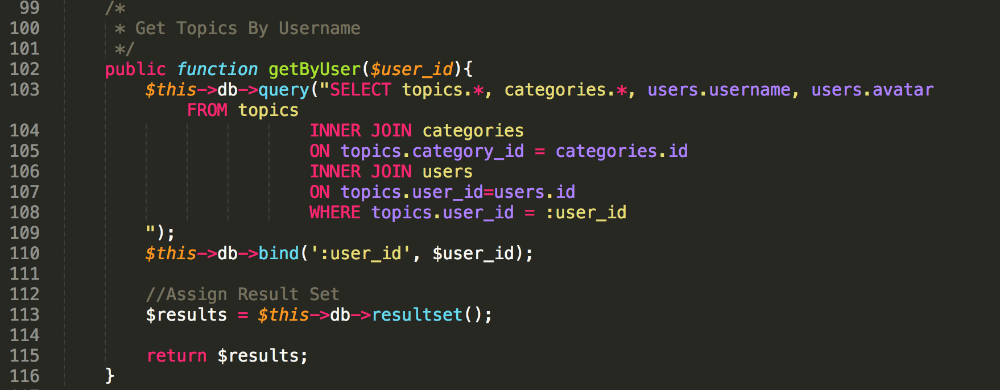 99 /*
100 * Get Topics By Username
101 */
102 public function getByUser($user_id){
103 $this->db->query("SELECT topics.*, categories.*, users.username, users.avatar
FROM topics
104 INNER JOIN categories
105 ON topics.category_id = categories.id
106 INNER JOIN users
107 ON topics.user_id=users.id
108 WHERE topics.user_id = :user_id
109 ");
110 $this->db->bind(':user_id', $user_id);
111
112 //Assign Result Set
113 $results = $this->db->resultset();
114
115 return $results;
116 }